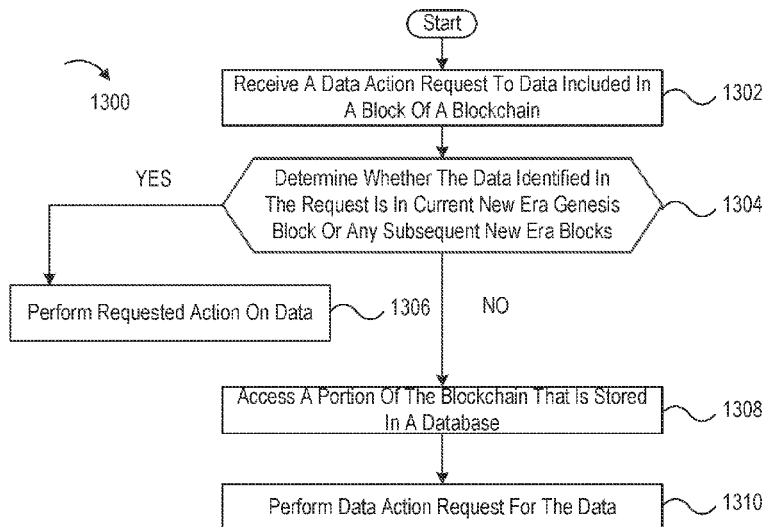 Start
1300
Receive A Data Action Request To Data Included In
A Block Of A Blockchain
1302
YES
Determine Whether The Data Identified In
The Request Is In Current New Era Genesis
Block Or Any Subsequent New Era Blocks
1304
Perform Requested Action On Data
1306
NO
Access A Portion Of The Blockchain That Is Stored
In A Database
1308
Perform Data Action Request For The Data
1310